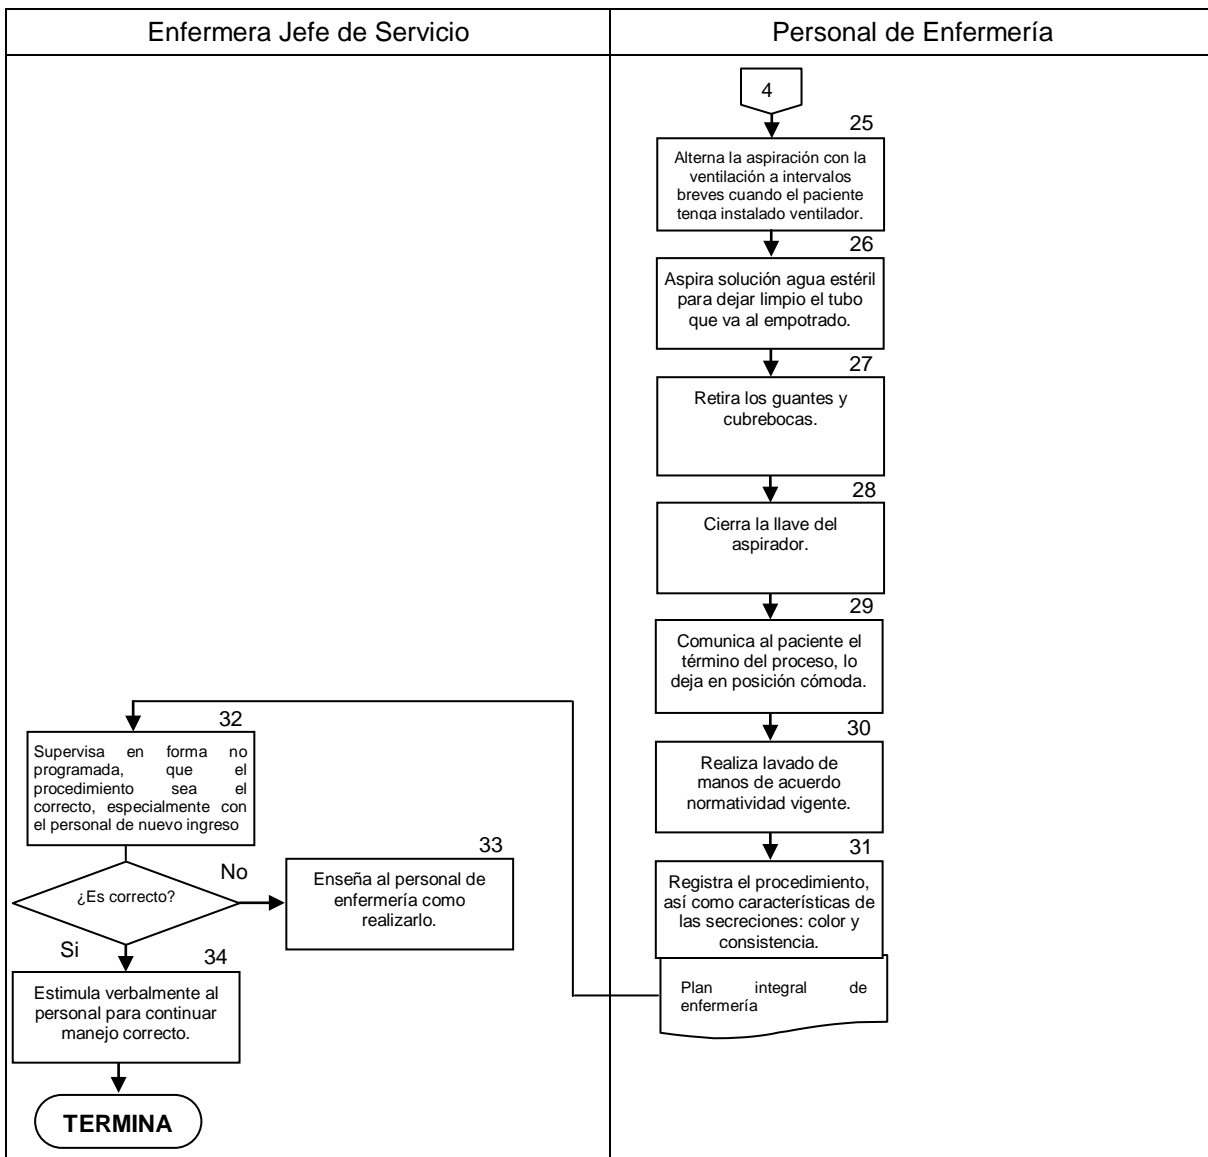 Enfermera Jefe de Servicio
Personal de Enfermería
4
25
Alterna la aspiración con la
ventilación a intervalos
breves cuando el paciente
tenga instalado ventilador.
26
Aspira solución agua estéril
para dejar limpio el tubo
que va al empotrado.
27
Retira los guantes y
cubrebocas.
28
Cierra la llave del
aspirador.
29
Comunica al paciente el
término del proceso, lo
deja en posición cómoda.
30
Realiza lavado de
manos de acuerdo
normatividad vigente.
31
Registra el procedimiento,
así como características de
las secreciones: color y
consistencia.
Plan integral de
enfermería
32
Supervisa en forma no
programada, que el
procedimiento sea el
correcto, especialmente con
el personal de nuevo ingreso
¿Es correcto?
No
33
Enseña al personal de
enfermería como
realizarlo.
Si
34
Estimula verbalmente al
personal para continuar
manejo correcto.
TERMINA